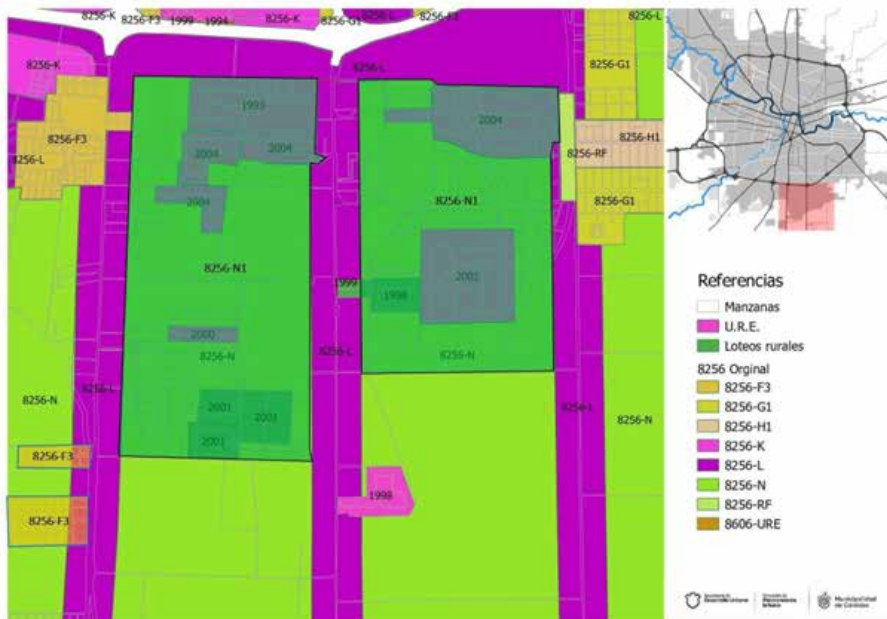 8256-K
8256-F3
1999
1994
8256-K
8256-G1
8256-L
8256-F3
8256-L
8256-K
8256-L
8256-G1
1993
2004
8256-F3
8256-H1
8256-L
2004
2004
8256-RF
8256-G1
2004
8256-N1
8256-N1
2001
1999
1998
2000
8256-N
8256-L
8256-N
8256-N
8256-L
8256-L
8256-N
2001
2001
2001
8256-F3
1998
8256-F3
Referencias
Manzanas
U.R.E.
Loteos rurales
8256 Orginal
8256-F3
8256-G1
8256-H1
8256-K
8256-L
8256-N
8256-RF
8606-URE
Municipalidad
de Córdoba